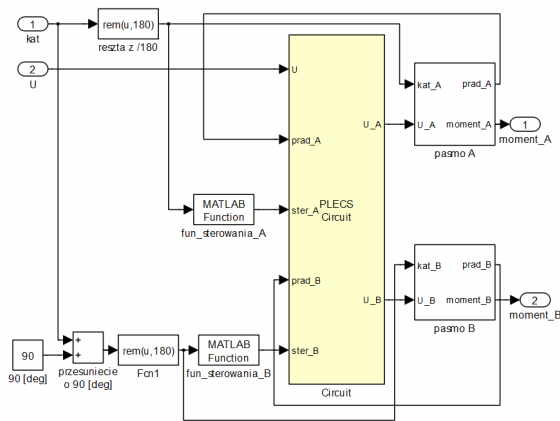 1
kat
rem(u,180)
reszta z /180
2
U
U
prad_A
ster_A
prad_B
ster_B
U_A
U_B
PLECS
Circuit
Circuit
kat_A
U_A
prad_A
moment_A
pasmo A
1
moment_A
MATLAB
Function
fun_sterowania_A
kat_B
U_B
prad_B
moment_B
pasmo B
2
moment_B
90
90 [deg]
+
+
przesuniecie
o 90 [deg]
rem(u,180)
Fcn1
MATLAB
Function
fun_sterowania_B